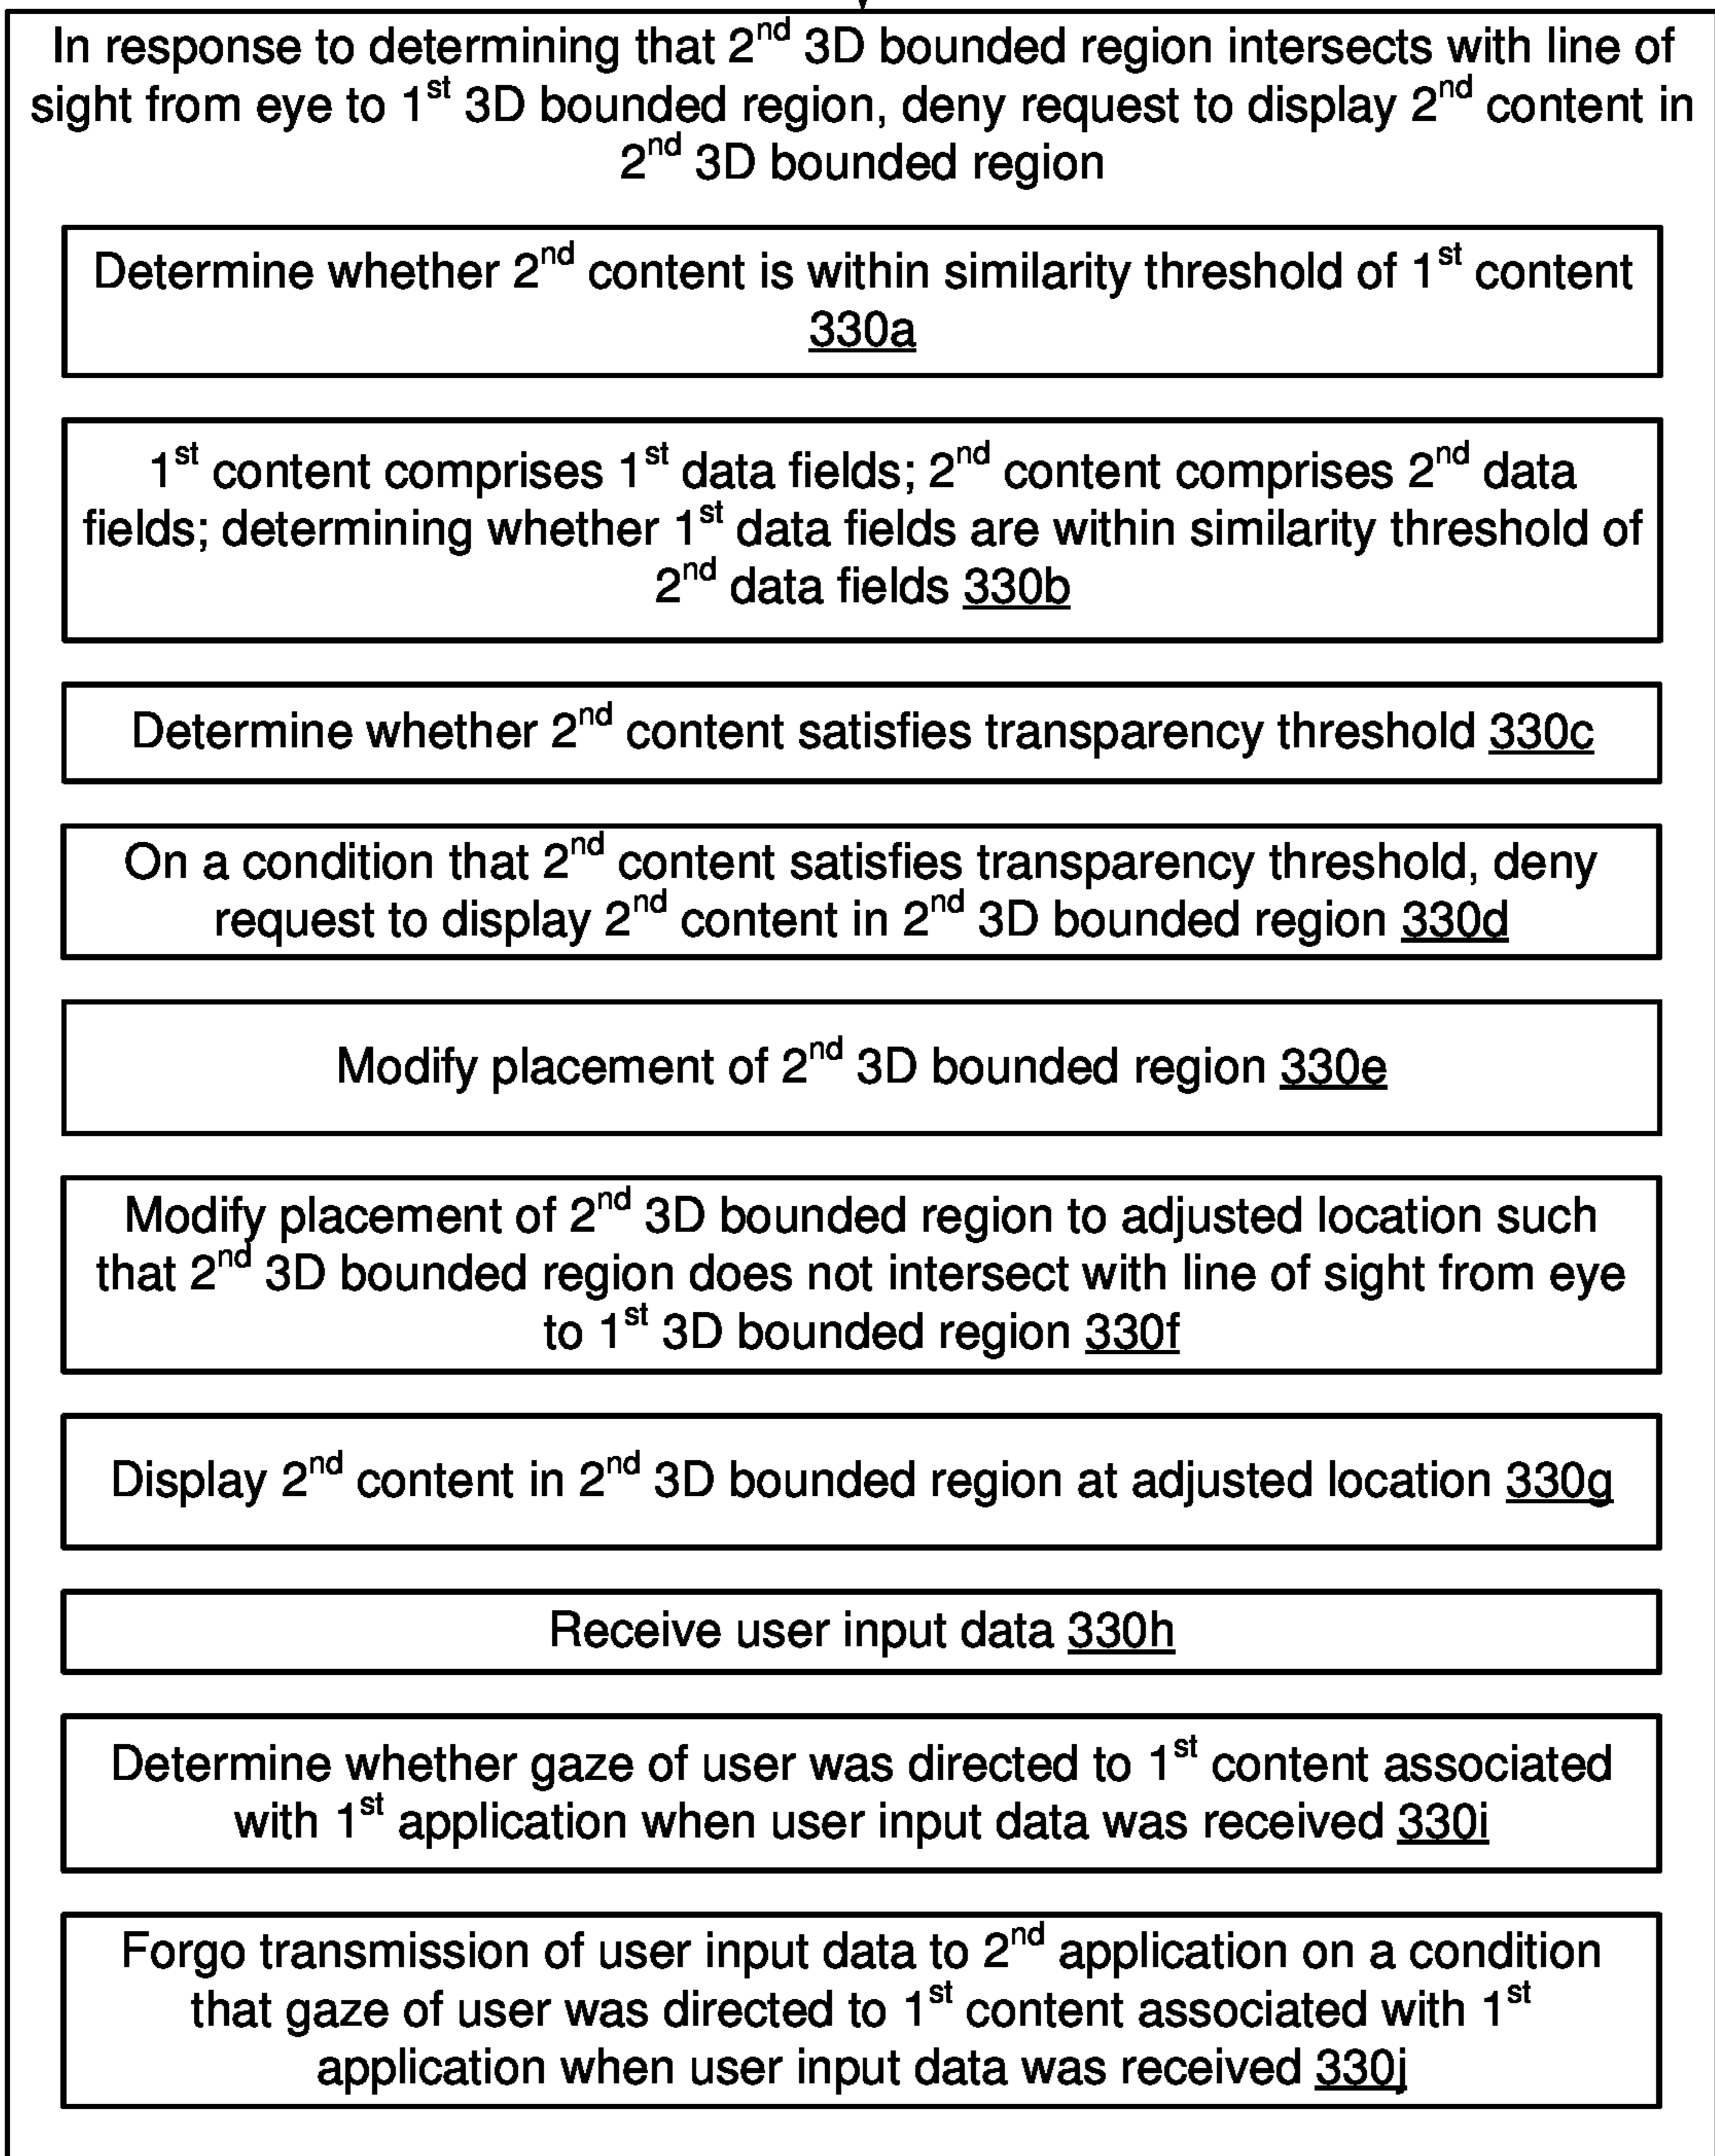 In response to determining that 2nd 3D bounded region intersects with line of
sight from eye to 1st 3D bounded region, deny request to display 2nd content in
2nd 3D bounded region
Determine whether 2nd content is within similarity threshold of 1st content
330a
1st content comprises 1st data fields; 2nd content comprises 2nd data
fields; determining whether 1st data fields are within similarity threshold of
2nd data fields 330b
Determine whether 2nd content satisfies transparency threshold 330c
On a condition that 2nd content satisfies transparency threshold, deny
request to display 2nd content in 2nd 3D bounded region 330d
Modify placement of 2nd 3D bounded region 330e
Modify placement of 2nd 3D bounded region to adjusted location such
that 2nd 3D bounded region does not intersect with line of sight from eye
to 1st 3D bounded region 330f
Display 2nd content in 2nd 3D bounded region at adjusted location 330g
Receive user input data 330h
Determine whether gaze of user was directed to 1st content associated
with 1st application when user input data was received 330i
Forgo transmission of user input data to 2nd application on a condition
that gaze of user was directed to 1st content associated with 1st
application when user input data was received 330j